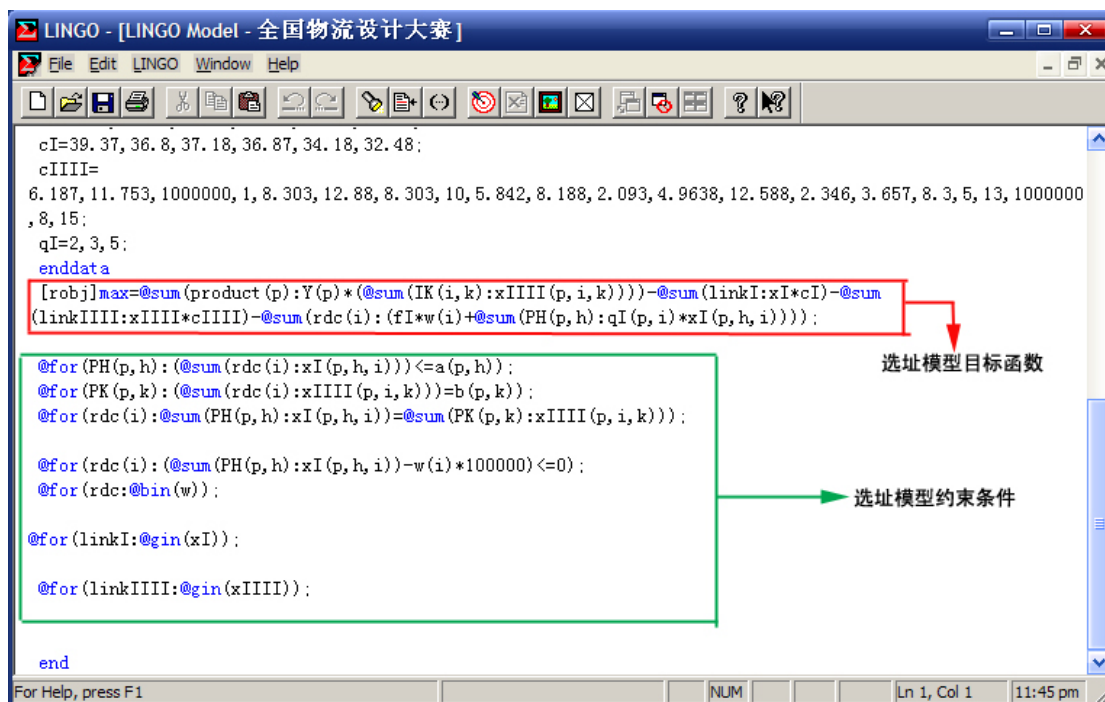 LINGO - [LINGO Model - 全国物流设计大赛]
File Edit LINGO Window Help
cI=39.37,36.8,37.18,36.87,34.18,32.48;
cIIII=
6.187,11.753,1000000,1,8.303,12.88,8.303,10,5.842,8.188,2.093,4.9638,12.588,2.346,3.657,8.3,5,13,1000000
,8,15;
qI=2,3,5;
enddata
[robj]max=@sum(product(p):Y(p)*(@sum(IK(i,k):xIIII(p,i,k))))-@sum(linkI:xI*cI)-@sum
(linkIIII:xIIII*cIIII)-@sum(rdc(i):(fI*w(i)+@sum(PH(p,h):qI(p,i)*xI(p,h,i))));
选址模型目标函数
@for(PH(p,h):(@sum(rdc(i):xI(p,h,i)))<=a(p,h));
@for(PK(p,k):(@sum(rdc(i):xIIII(p,i,k)))=b(p,k));
@for(rdc(i):@sum(PH(p,h):xI(p,h,i))=@sum(PK(p,k):xIIII(p,i,k)));
@for(rdc(i):(@sum(PH(p,h):xI(p,h,i))-w(i)*100000)<=0);
@for(rdc:@bin(w));
选址模型约束条件
@for(linkI:@gin(xI));
@for(linkIIII:@gin(xIIII));
end
For Help, press F1 NUM Ln 1, Col 1 11:45 pm